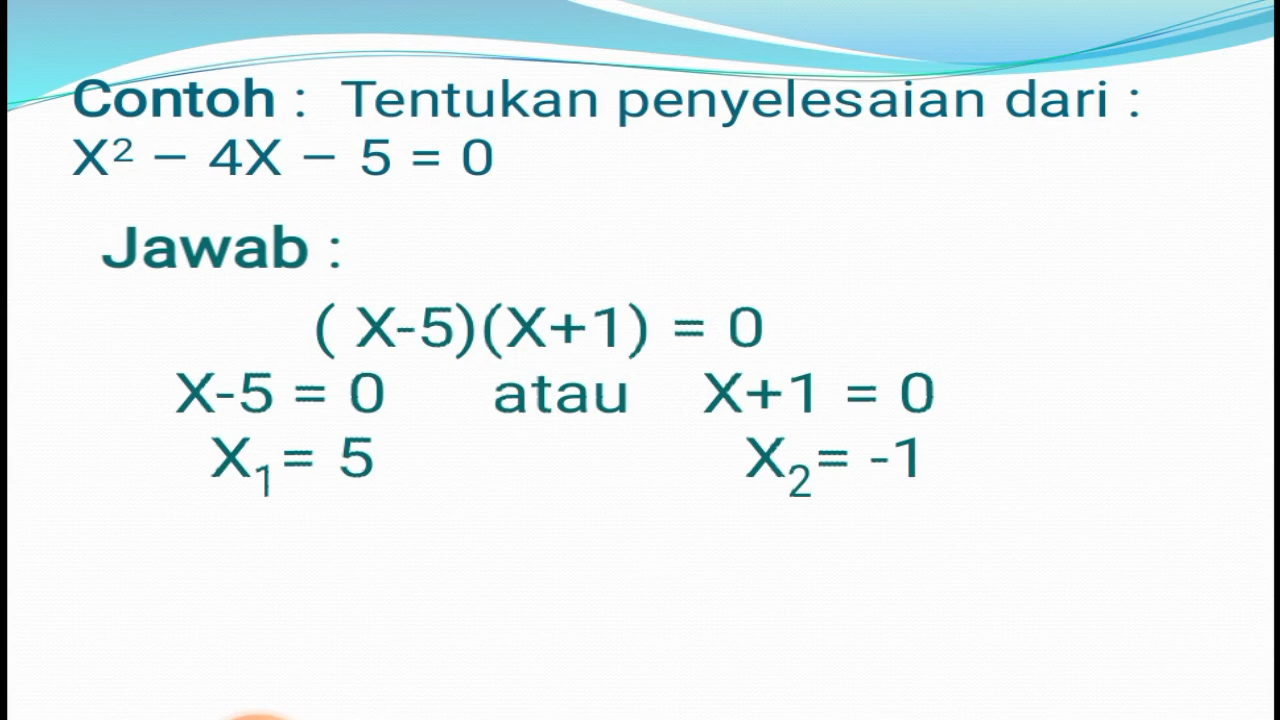 Contoh : Tentukan penyelesaian dari :
X² – 4X – 5 = 0
Jawab :
( X-5)(X+1) = 0
X-5 = 0 atau X+1 = 0
X₁= 5 X₂= -1